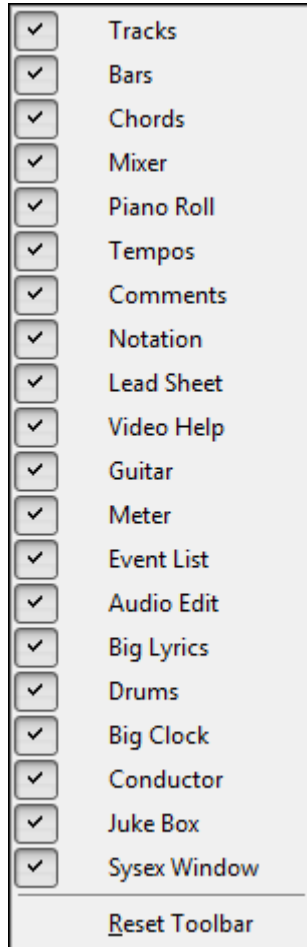 Tracks
Bars
Chords
Mixer
Piano Roll
Tempos
Comments
Notation
Lead Sheet
Video Help
Guitar
Meter
Event List
Audio Edit
Big Lyrics
Drums
Big Clock
Conductor
Juke Box
Sysex Window
Reset Toolbar